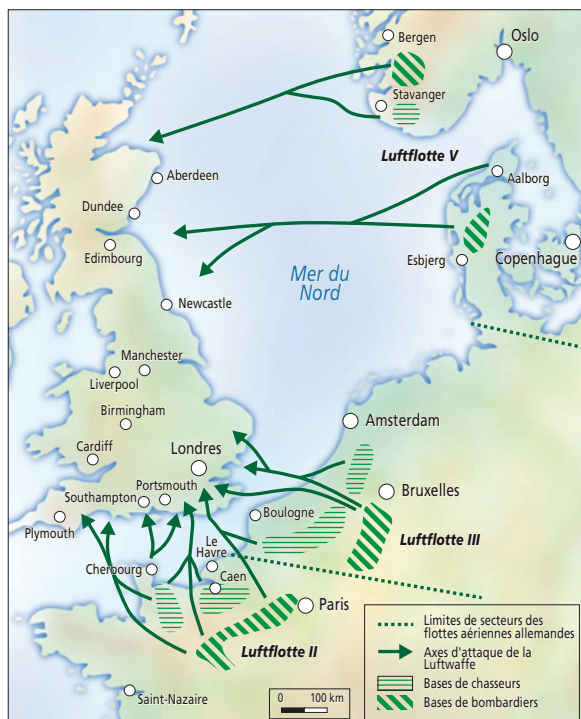 Bergen
Oslo
Stavanger
Luftflotte V
Aalborg
Aberdeen
Dundee
Edimbourg
Esbjerg
Copenhague
Mer du
Nord
Newcastle
Manchester
Liverpool
Birmingham
Amsterdam
Cardiff
Londres
Portsmouth
Southampton
Bruxelles
Plymouth
Boulogne
Luftflotte III
Le
Havre
Cherbourg
Caen
Paris
Luftflotte II
Saint-Nazaire
0 100 km
Limites de secteurs des
flottes aériennes allemandes
Axes d'attaque de la
Luftwaffe
Bases de chasseurs
Bases de bombardiers